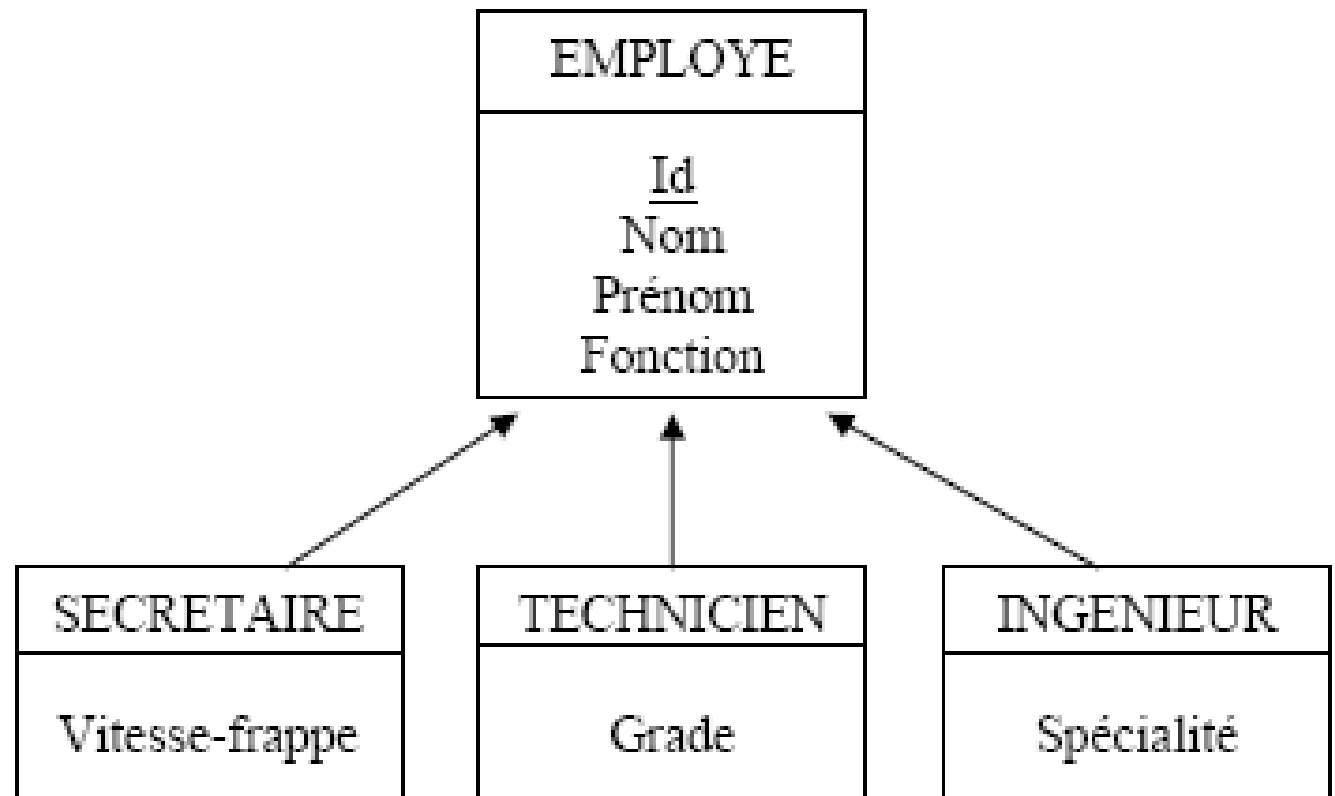 EMPLOYE
Id
Nom
Prénom
Fonction
SECRETAIRE
Vitesse-frappe
TECHNICIEN
Grade
INGENIEUR
Spécialité